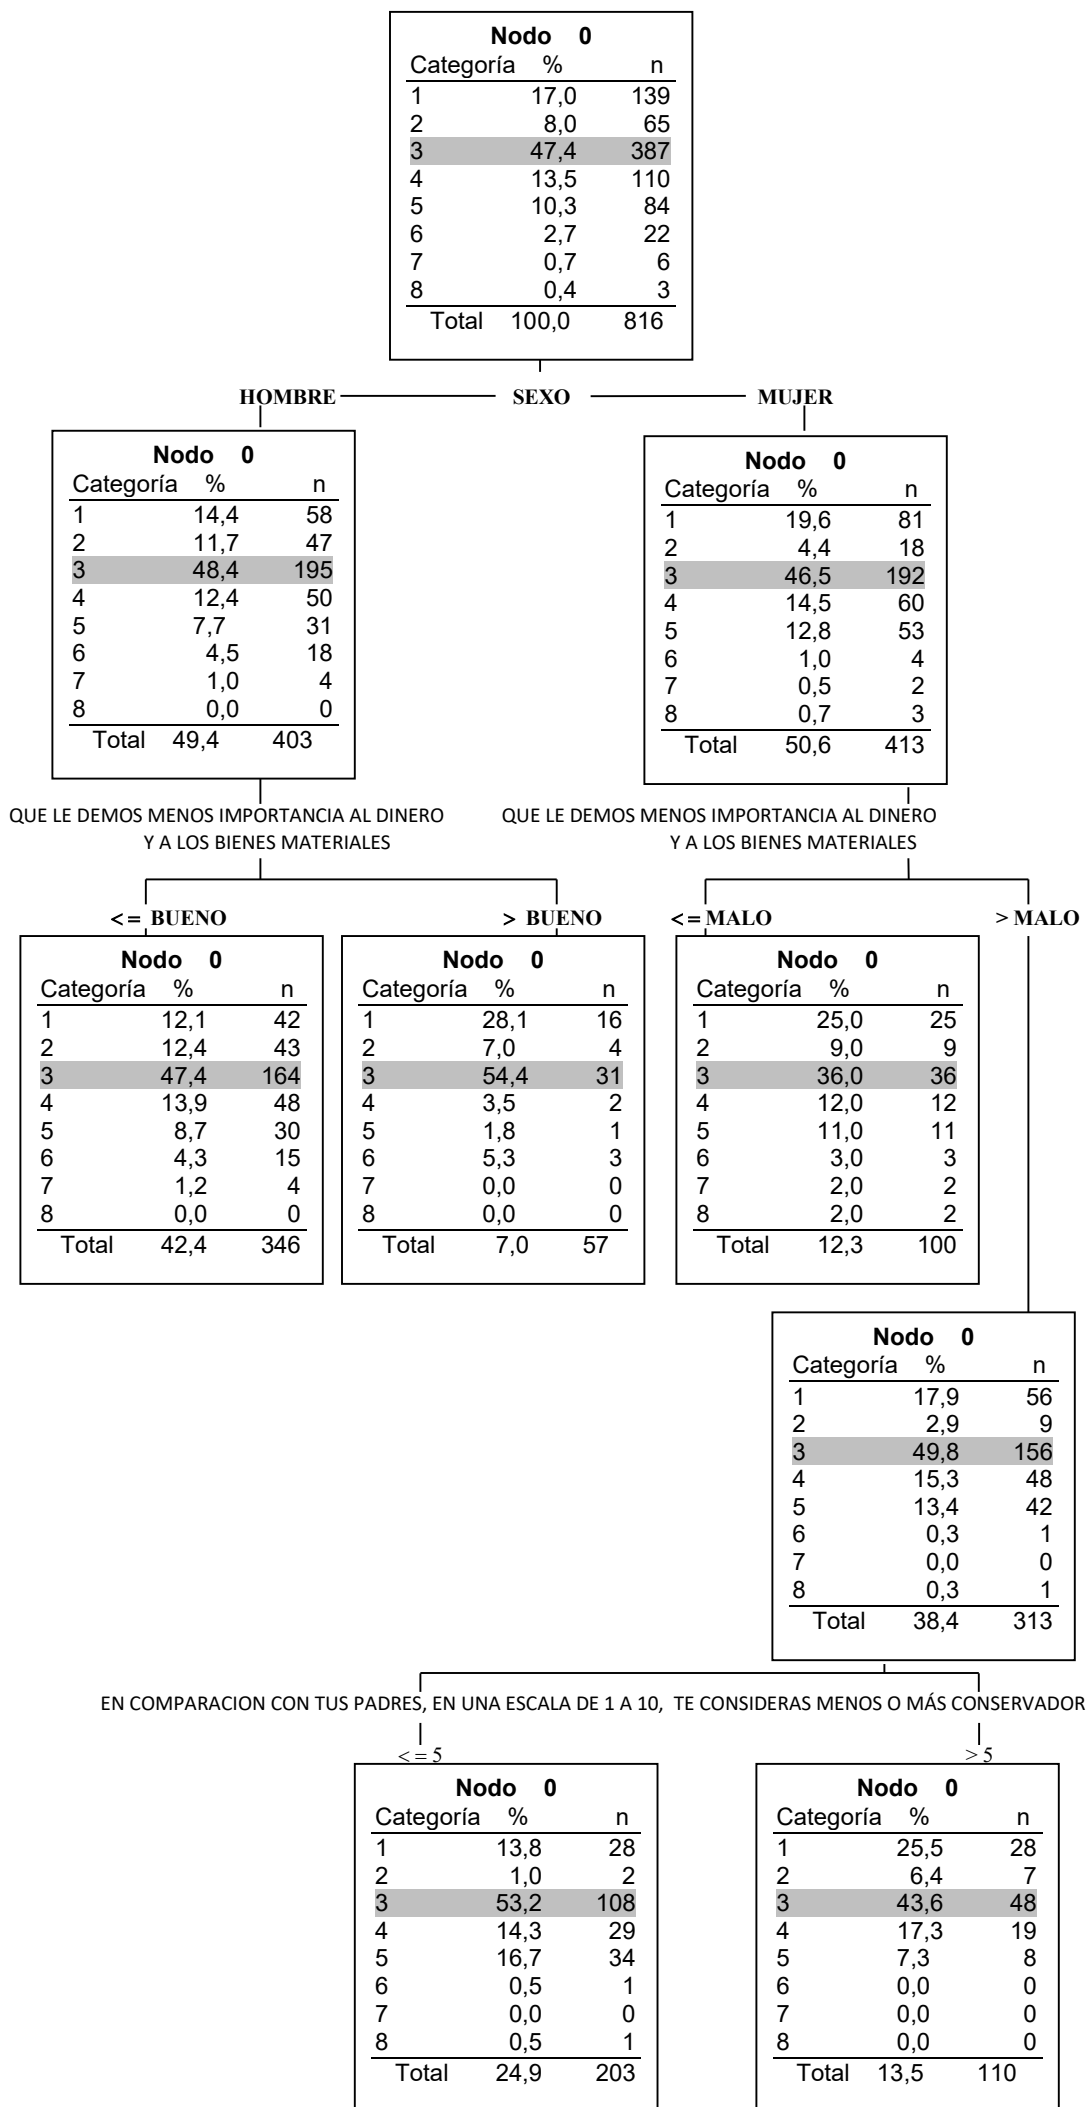 Nodo 0
Categoría % n
1 17,0 139
2 8,0 65
3 47,4 387
4 13,5 110
5 10,3 84
6 2,7 22
7 0,7 6
8 0,4 3
Total 100,0 816
HOMBRE SEXO MUJER
Nodo 0
Categoría % n
1 14,4 58
2 11,7 47
3 48,4 195
4 12,4 50
5 7,7 31
6 4,5 18
7 1,0 4
8 0,0 0
Total 49,4 403
Nodo 0
Categoría % n
1 19,6 81
2 4,4 18
3 46,5 192
4 14,5 60
5 12,8 53
6 1,0 4
7 0,5 2
8 0,7 3
Total 50,6 413
QUE LE DEMOS MENOS IMPORTANCIA AL DINERO
Y A LOS BIENES MATERIALES
QUE LE DEMOS MENOS IMPORTANCIA AL DINERO
Y A LOS BIENES MATERIALES
<= BUENO
> BUENO
<= MALO
> MALO
Nodo 0
Categoría % n
1 12,1 42
2 12,4 43
3 47,4 164
4 13,9 48
5 8,7 30
6 4,3 15
7 1,2 4
8 0,0 0
Total 42,4 346
Nodo 0
Categoría % n
1 28,1 16
2 7,0 4
3 54,4 31
4 3,5 2
5 1,8 1
6 5,3 3
7 0,0 0
8 0,0 0
Total 7,0 57
Nodo 0
Categoría % n
1 25,0 25
2 9,0 9
3 36,0 36
4 12,0 12
5 11,0 11
6 3,0 3
7 2,0 2
8 2,0 2
Total 12,3 100
Nodo 0
Categoría % n
1 17,9 56
2 2,9 9
3 49,8 156
4 15,3 48
5 13,4 42
6 0,3 1
7 0,0 0
8 0,3 1
Total 38,4 313
EN COMPARACION CON TUS PADRES, EN UNA ESCALA DE 1 A 10, TE CONSIDERAS MENOS O MÁS CONSERVADOR
<= 5
> 5
Nodo 0
Categoría % n
1 13,8 28
2 1,0 2
3 53,2 108
4 14,3 29
5 16,7 34
6 0,5 1
7 0,0 0
8 0,5 1
Total 24,9 203
Nodo 0
Categoría % n
1 25,5 28
2 6,4 7
3 43,6 48
4 17,3 19
5 7,3 8
6 0,0 0
7 0,0 0
8 0,0 0
Total 13,5 110